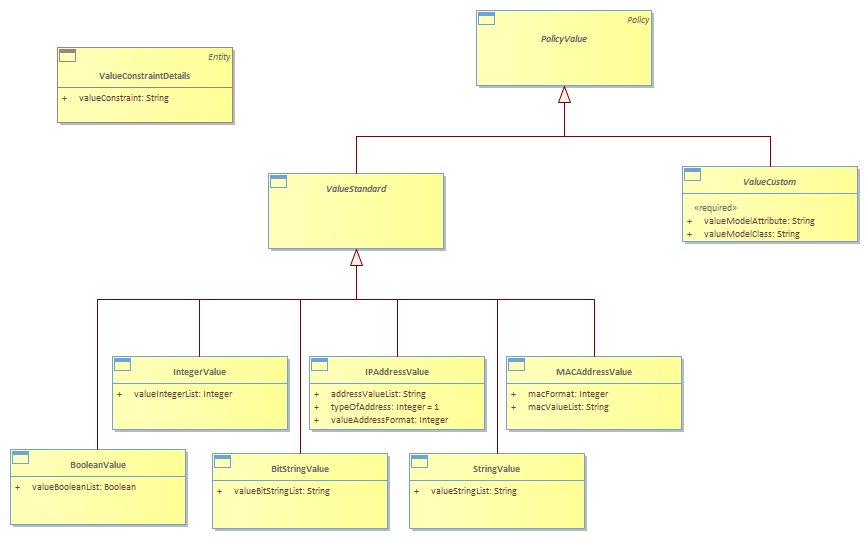 Policy
PolicyValue
Entity
ValueConstraintDetails
+ valueConstraint: String
ValueStandard
ValueCustom
«required»
+ valueModelAttribute: String
+ valueModelClass: String
IntegerValue
+ valueIntegerList: Integer
IPAddressValue
+ addressValueList: String
+ typeOfAddress: Integer = 1
+ valueAddressFormat: Integer
MACAddressValue
+ macFormat: Integer
+ macValueList: String
BooleanValue
+ valueBooleanList: Boolean
BitStringValue
+ valueBitStringList: String
StringValue
+ valueStringList: String